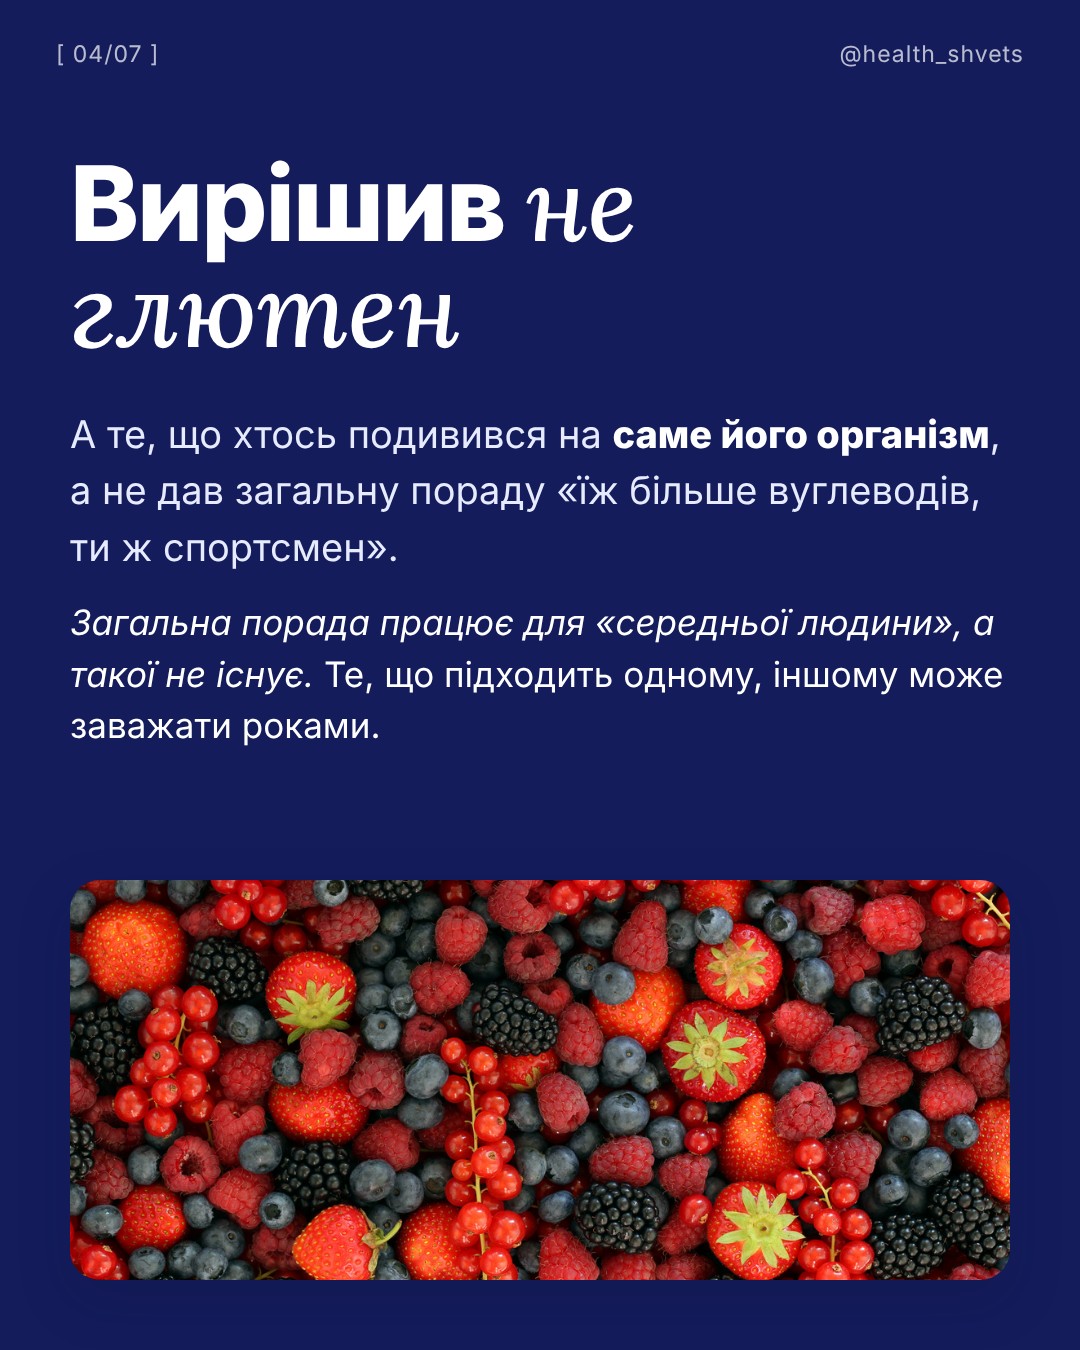 [ 04/07 ]
@health_shvets
Вирішив не
глютен
А те, що хтось подивився на саме його організм,
а не дав загальну пораду «їж більше вуглеводів,
ти ж спортсмен».
Загальна порада працює для «середньої людини», а
такої не існує. Те, що підходить одному, іншому може
заважати роками.